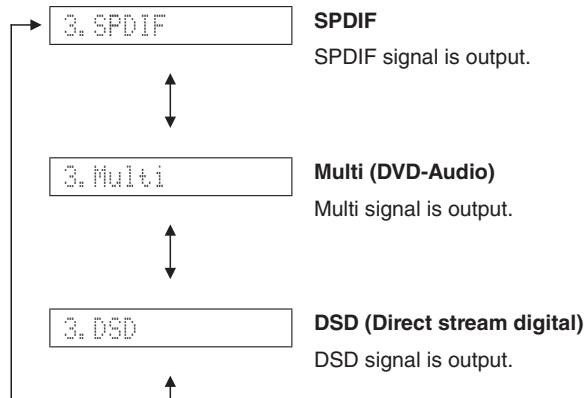 3. SPDIF
SPDIF
SPDIF signal is output.
3. Multi
Multi (DVD-Audio)
Multi signal is output.
3. DSD
DSD (Direct stream digital)
DSD signal is output.